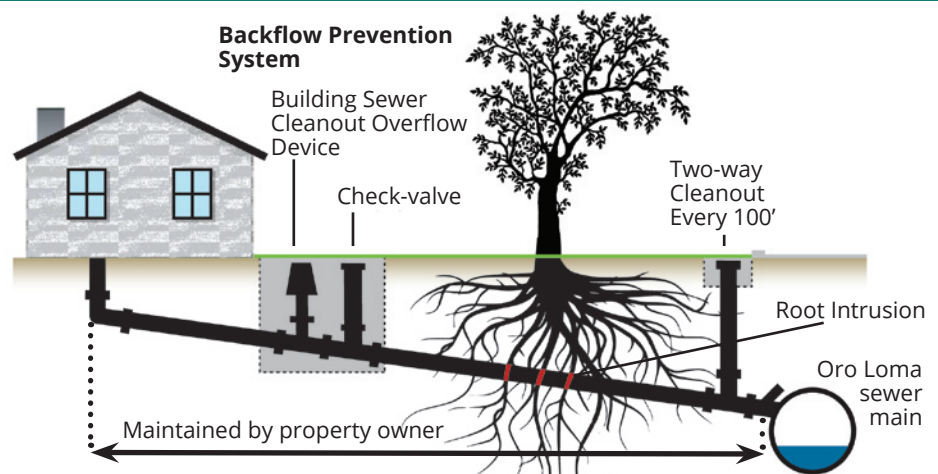 Backflow Prevention
System
Building Sewer
Cleanout Overflow
Device
Check-valve
Two-way
Cleanout
Every 100’
Root Intrusion
Oro Loma
sewer
main
Maintained by property owner